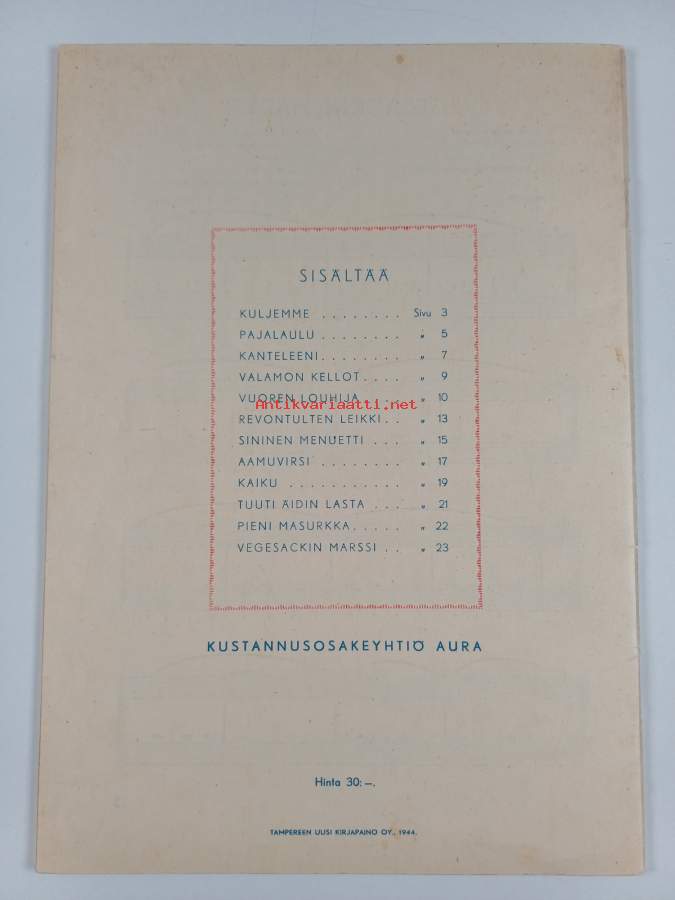 SISÄLTÄÄ
KULJEMME . . . . . . . . Sivu 3
PAJALAULU . . . . . . . . „ 5
KANTELEENI . . . . . . . . „ 7
VALAMON KELLOT . . . . „ 9
VUOREN LOUHIJA . . . . „ 10
Antikvariaatti.net
REVONTULTEN LEIKKI . . „ 13
SININEN MENUETTI . . . „ 15
AAMUVIRSI . . . . . . . . „ 17
KAIKU . . . . . . . . . . . „ 19
TUUTI ÄIDIN LASTA . . . „ 21
PIENI MASURKKA . . . . . „ 22
VEGESACKIN MARSSI . . „ 23
KUSTANNUSOSAKEYHTIÖ AURA
Hinta 30:—.
TAMPEREEN UUSI KIRJAPAINO OY., 1944.